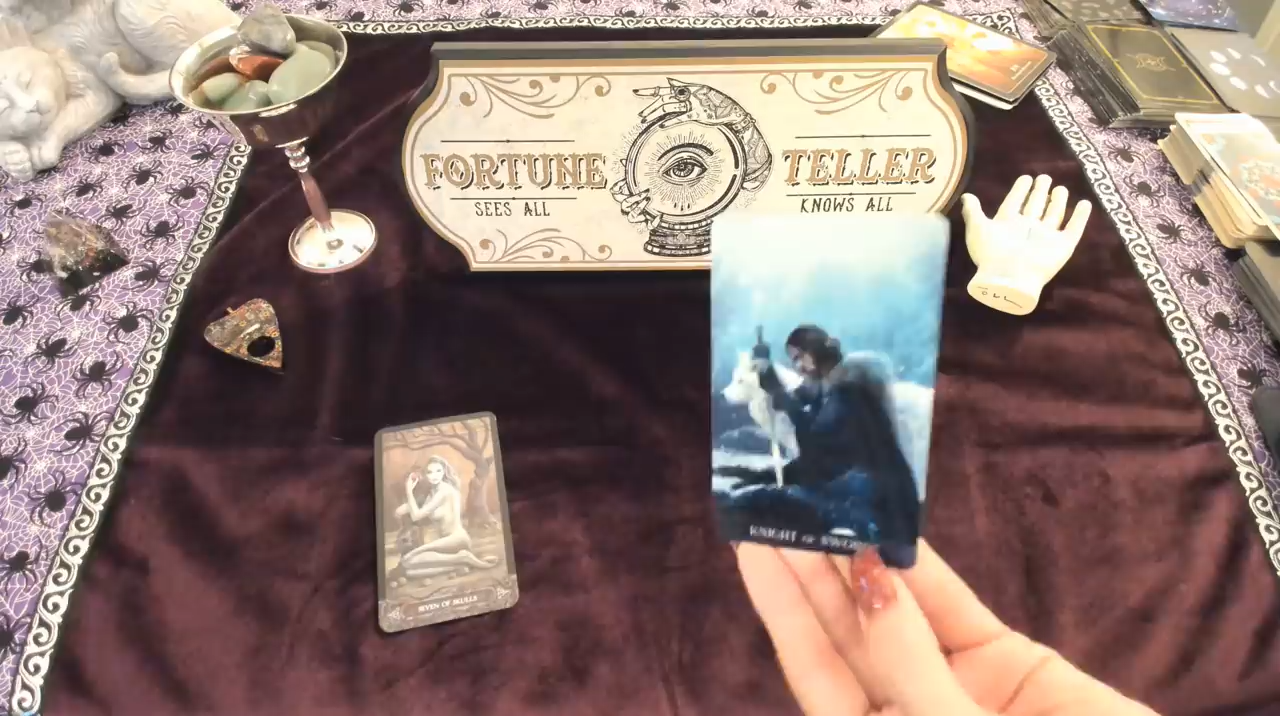 FORTUNE TELLER
SEES ALL KNOWS ALL
KNIGHT OF SWORDS
SEVEN OF SKULLS